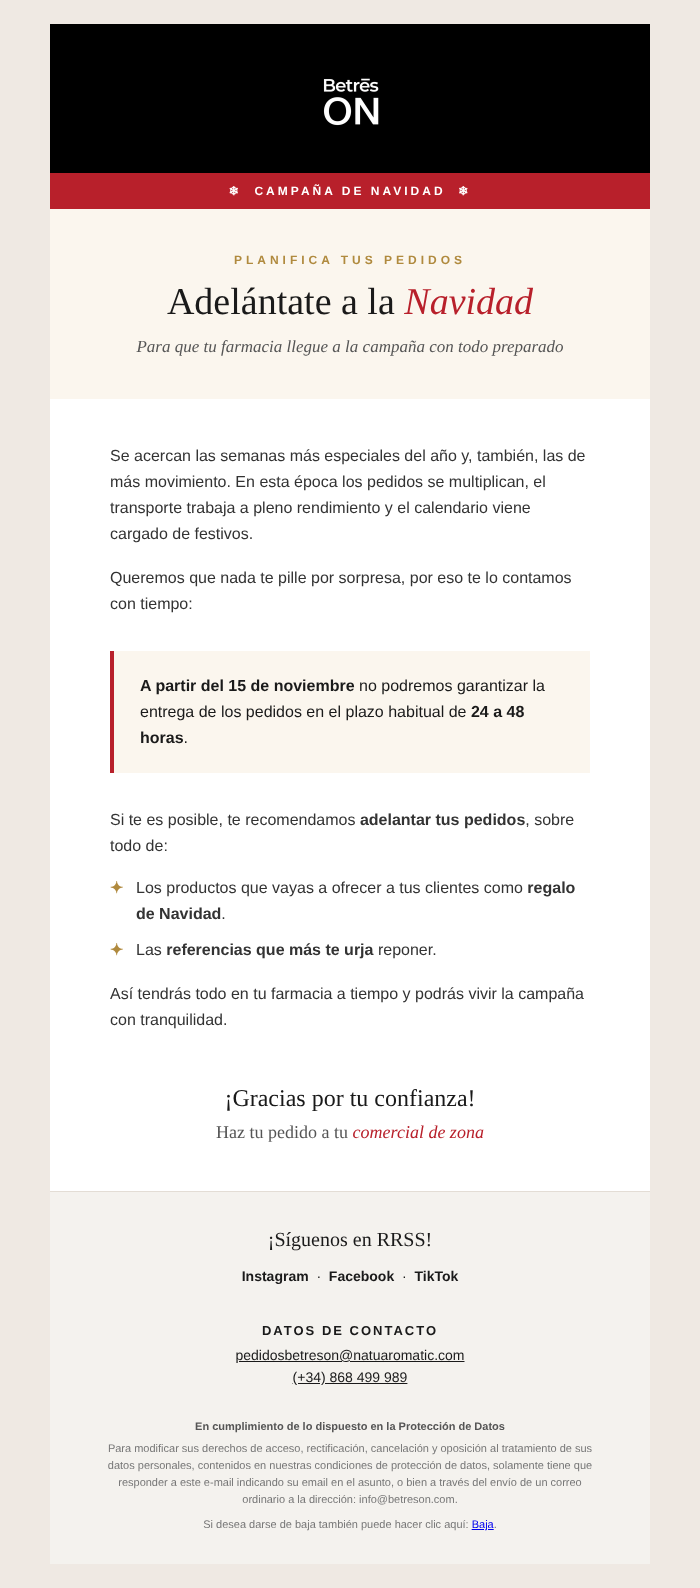 Betrēs
ON
❄ CAMPAÑA DE NAVIDAD ❄
PLANIFICA TUS PEDIDOS
Adelántate a la Navidad
Para que tu farmacia llegue a la campaña con todo preparado
Se acercan las semanas más especiales del año y, también, las de
más movimiento. En esta época los pedidos se multiplican, el
transporte trabaja a pleno rendimiento y el calendario viene
cargado de festivos.
Queremos que nada te pille por sorpresa, por eso te lo contamos
con tiempo:
A partir del 15 de noviembre no podremos garantizar la
entrega de los pedidos en el plazo habitual de 24 a 48
horas.
Si te es posible, te recomendamos adelantar tus pedidos, sobre
todo de:
✦ Los productos que vayas a ofrecer a tus clientes como regalo
de Navidad.
✦ Las referencias que más te urja reponer.
Así tendrás todo en tu farmacia a tiempo y podrás vivir la campaña
con tranquilidad.
¡Gracias por tu confianza!
Haz tu pedido a tu comercial de zona
¡Síguenos en RRSS!
Instagram · Facebook · TikTok
DATOS DE CONTACTO
pedidosbetreson@natuaromatic.com
(+34) 868 499 989
En cumplimiento de lo dispuesto en la Protección de Datos
Para modificar sus derechos de acceso, rectificación, cancelación y oposición al tratamiento de sus
datos personales, contenidos en nuestras condiciones de protección de datos, solamente tiene que
responder a este e-mail indicando su email en el asunto, o bien a través del envío de un correo
ordinario a la dirección: info@betreson.com.
Si desea darse de baja también puede hacer clic aquí: Baja.